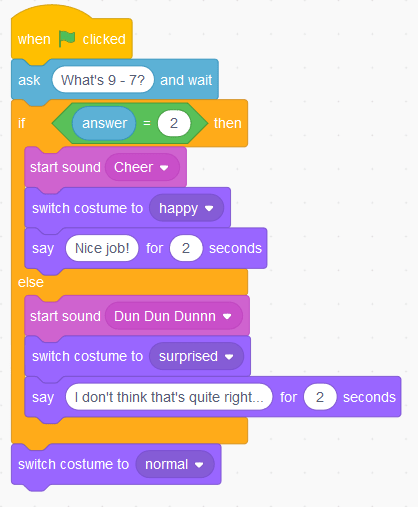 when clicked
ask What's 9 - 7? and wait
if answer = 2 then
start sound Cheer
switch costume to happy
say Nice job! for 2 seconds
else
start sound Dun Dun Dunnn
switch costume to surprised
say I don't think that's quite right... for 2 seconds
switch costume to normal